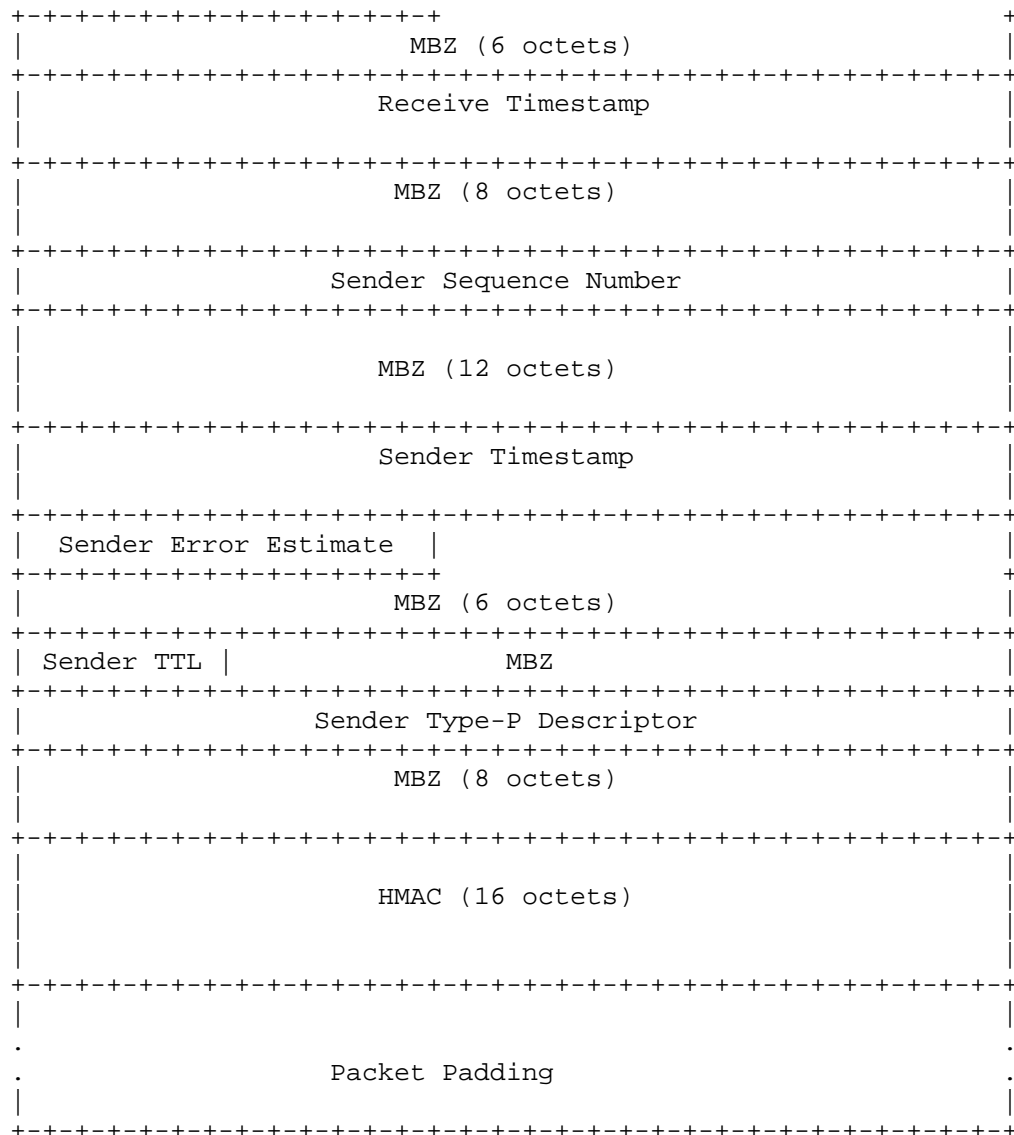 MBZ (6 octets)
Receive Timestamp
MBZ (8 octets)
Sender Sequence Number
MBZ (12 octets)
Sender Timestamp
Sender Error Estimate
MBZ (6 octets)
Sender TTL | MBZ
Sender Type-P Descriptor
MBZ (8 octets)
HMAC (16 octets)
Packet Padding